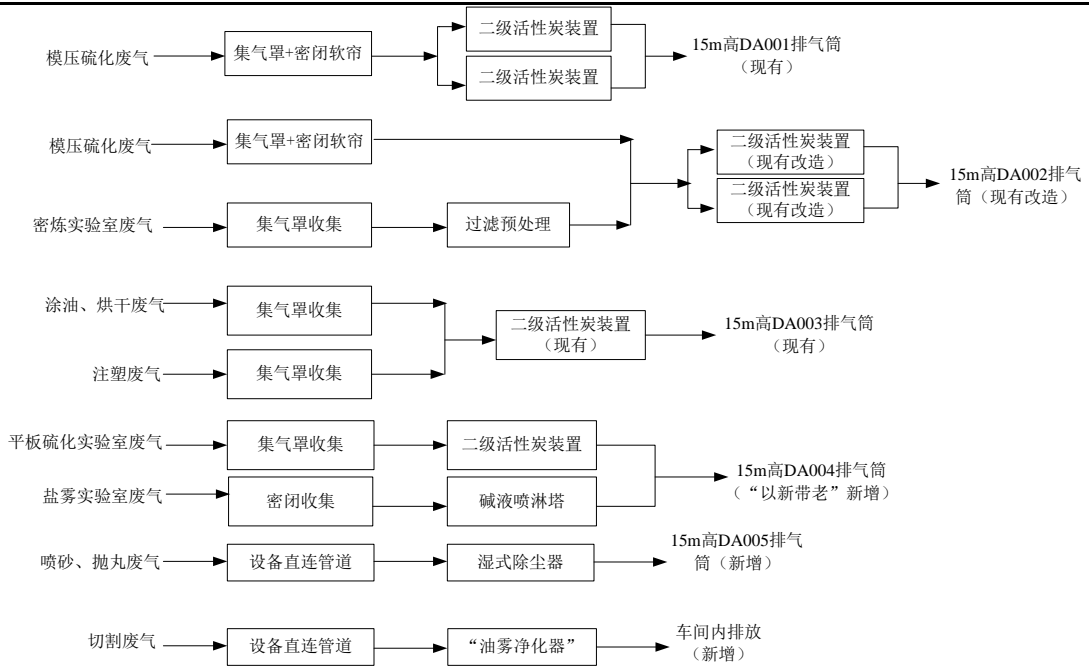 模压硫化废气
集气罩+密闭软帘
二级活性炭装置
二级活性炭装置
15m高DA001排气筒
（现有）
模压硫化废气
集气罩+密闭软帘
密炼实验室废气
集气罩收集
过滤预处理
二级活性炭装置
（现有改造）
二级活性炭装置
（现有改造）
15m高DA002排气
筒（现有改造）
涂油、烘干废气
集气罩收集
注塑废气
集气罩收集
二级活性炭装置
（现有）
15m高DA003排气筒
（现有）
平板硫化实验室废气
集气罩收集
二级活性炭装置
盐雾实验室废气
密闭收集
碱液喷淋塔
15m高DA004排气筒
（“以新带老”新增）
喷砂、抛丸废气
设备直连管道
湿式除尘器
15m高DA005排气
筒（新增）
切割废气
设备直连管道
“油雾净化器”
车间内排放
（新增）